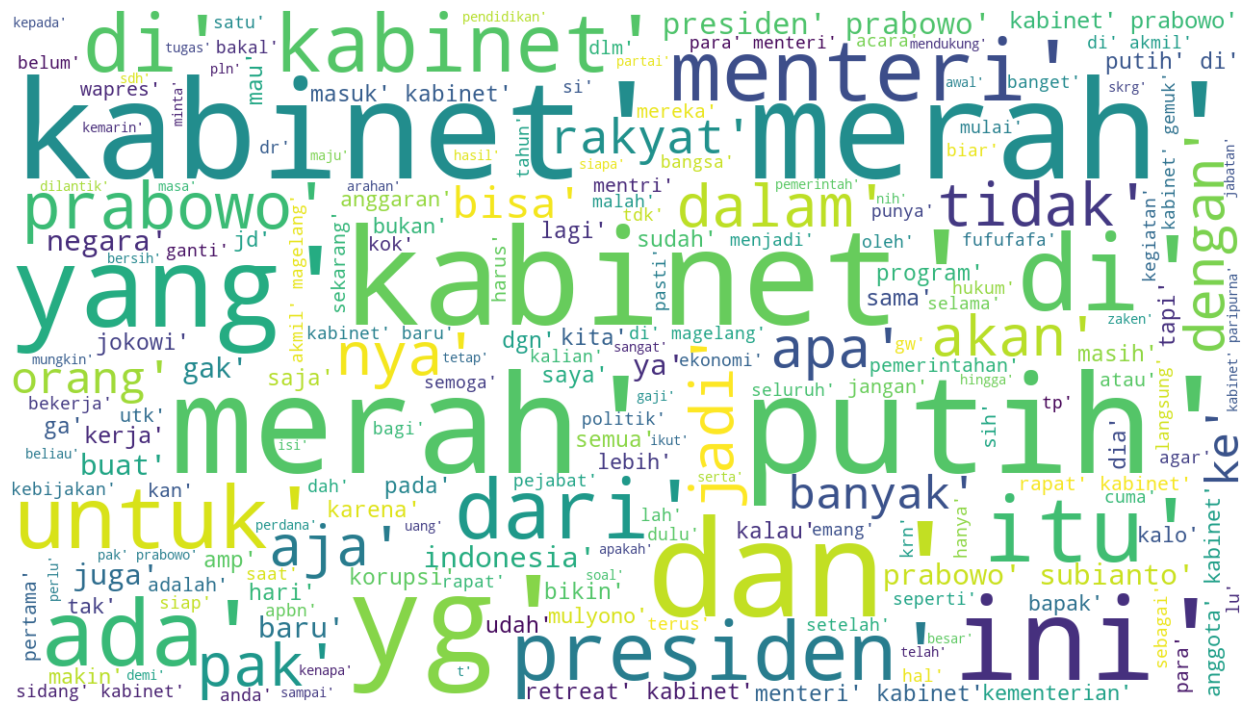 kepada' satu' pendidikan' presiden' prabowo' kabinet' prabowo'
di' kabinet'
tugas' bakal' dlm' para' menteri' acara' mendukung' di' akmil'
belum' pln' mau' partai' menteri' putih' di'
sdh' wapres' minta' masuk' kabinet' si' awal' banget' skrg'
kabinet' merah'
kemarin' mereka' rakyat' mulai' kabinet' gemuk'
dr' maju' hasil' tahun' siapa' bangsa' biar'
dilantik' masa' arahan' mentri' pemerintah' nih' jabatan'
prabowo' anggaran' bisa' malah' dalam' punya' tidak' dengan'
negara' ganti' jd' bukan' tdk' lagi' sudah' menjadi' oleh' fufufafa' kegiatan'
bersih' kok' harus' pasti' program' hukum'
yang' kabinet' di'
akmil' magelang' sekarang' sama' selama' tapi' kabinet' paripurna'
jokowi' kabinet' baru' dgn' kita' di' magelang' akan' zaken'
mungkin' nya' tetap' kalian' sangat' ya' ekonomi' apa' gw' pemerintahan' masih'
orang' gak' saja' semoga' saya' seluruh' jangan' hingga' atau'
bekerja' utk' gaji' jadi' tp' langsung'
merah' putih'
ga' kerja' bagi' politik' semua' ikut' sih' dia' agar' ke'
beliau' buat' isi' lebih' serta'
kebijakan' kan' dah' pada' pejabat' banyak' rapat' kabinet'
untuk' karena' dari' lah' dulu' hanya' cuma' anggota' kabinet'
perdana' uang' kalau' emang' krn' itu' kalo'
aja' indonesia' apakah' dan'
pak' prabowo' amp' korupsi' rapat' soal' prabowo' subianto'
pertama' perlu' juga' adalah' saat' hari' bikin' seperti' bapak' lu'
tak' siap' apbn' yg' mulyono' terus' setelah' sebagai'
ada' baru' udah' presiden' besar' ini'
pak' kenapa' t' telah' para'
makin' demi' hal'
sidang' kabinet' anda' sampai' retreat' kabinet' menteri' kabinet' kementerian'